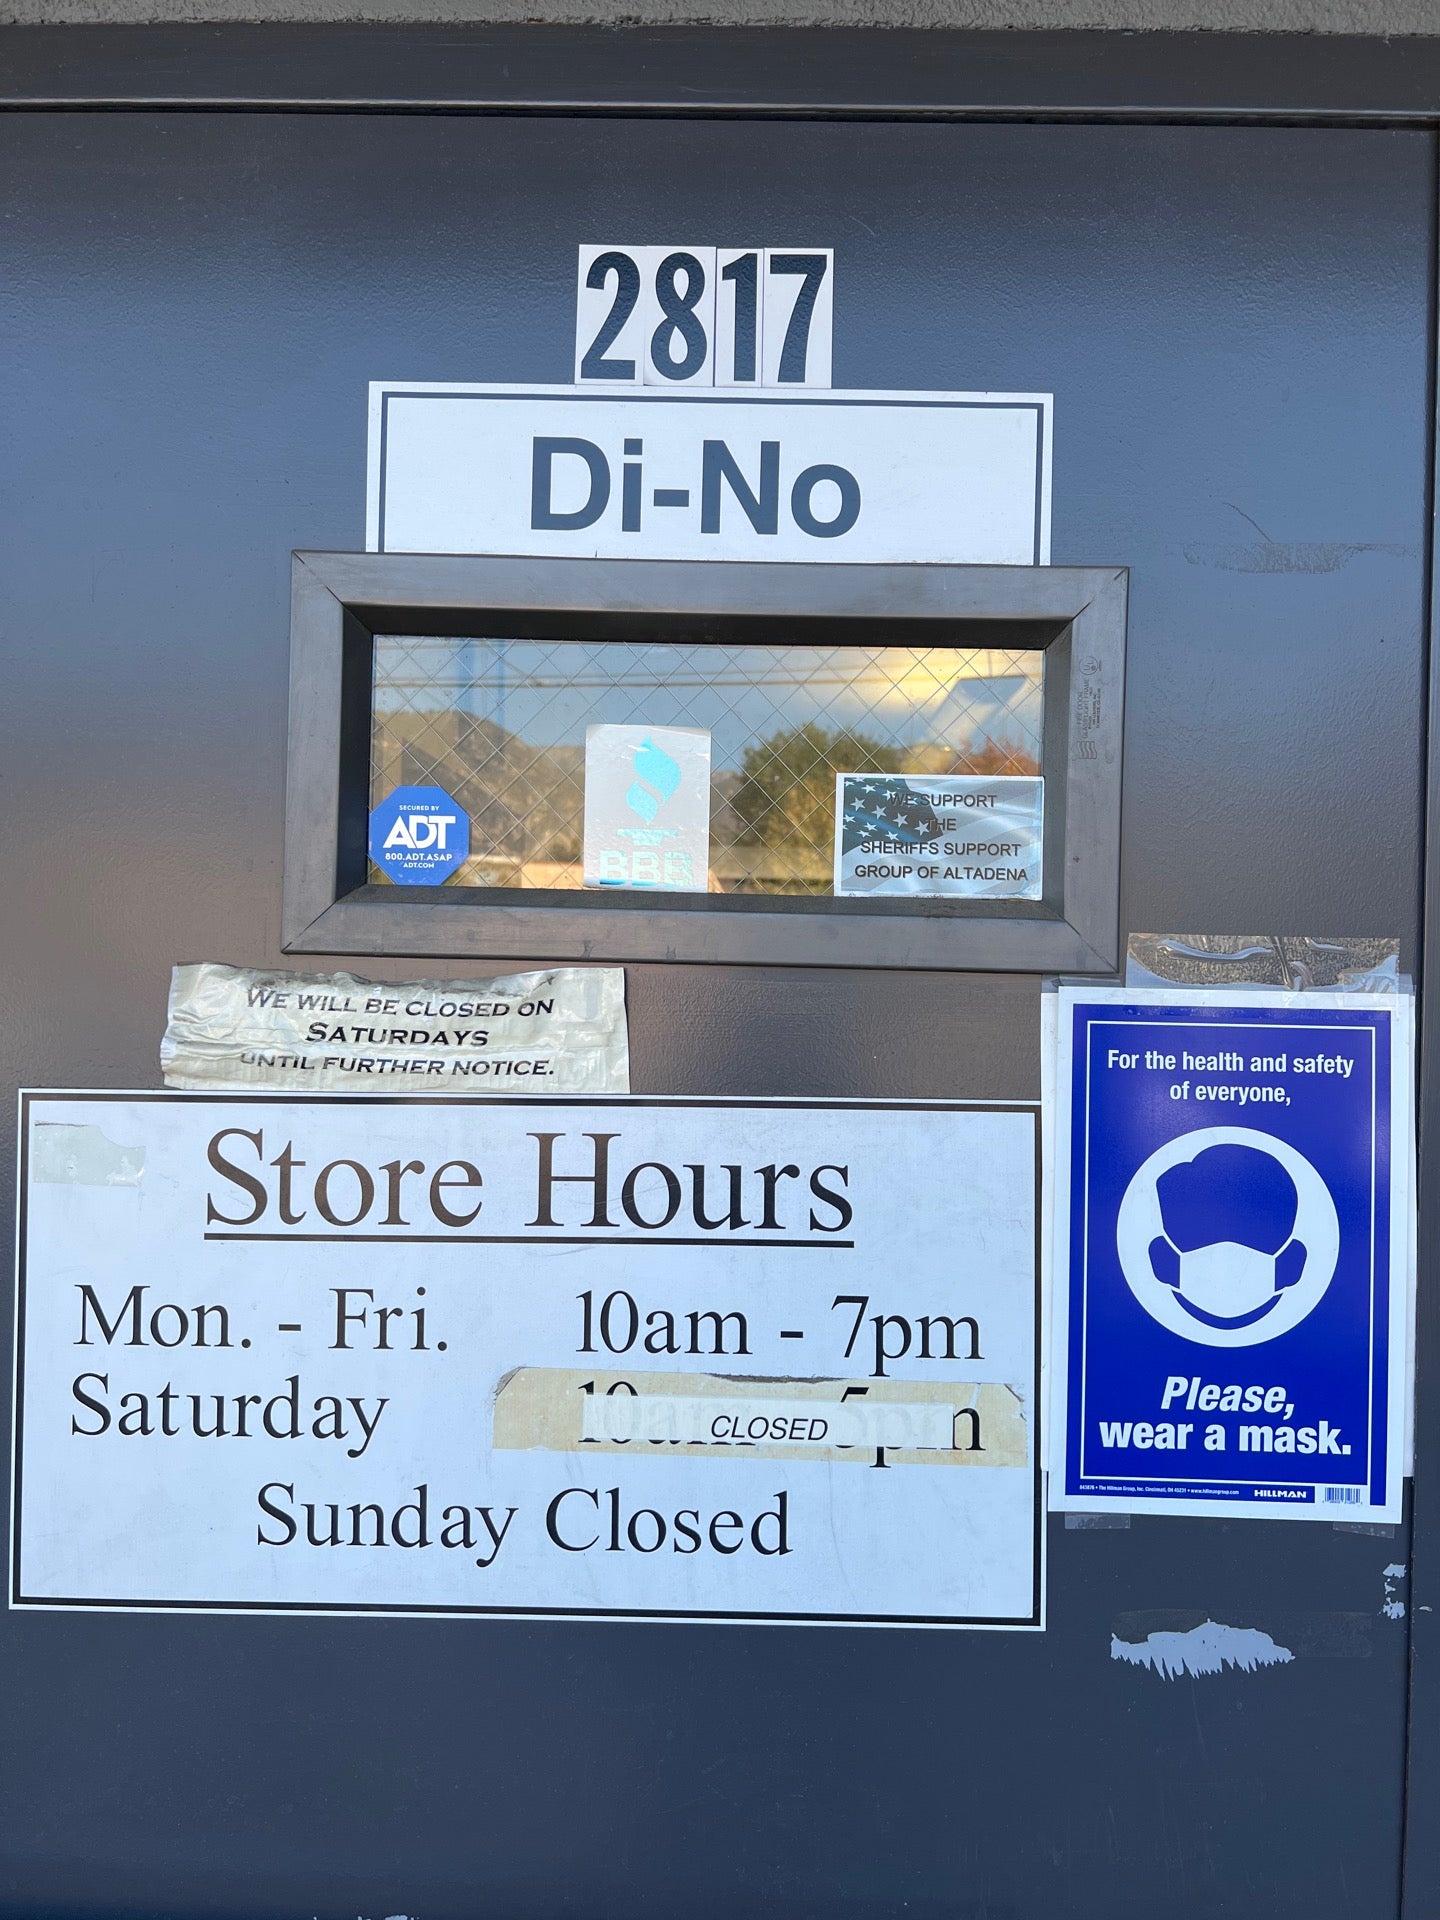 2817
Di-No
SECURED BY
ADT
800.ADT.ASAP
ADT.COM
BBB
WE SUPPORT
THE
SHERIFFS SUPPORT
GROUP OF ALTADENA
WE WILL BE CLOSED ON
SATURDAYS
UNTIL FURTHER NOTICE.
Store Hours
Mon. - Fri. 10am - 7pm
Saturday CLOSED
Sunday Closed
For the health and safety
of everyone,
Please,
wear a mask.
HILLMAN